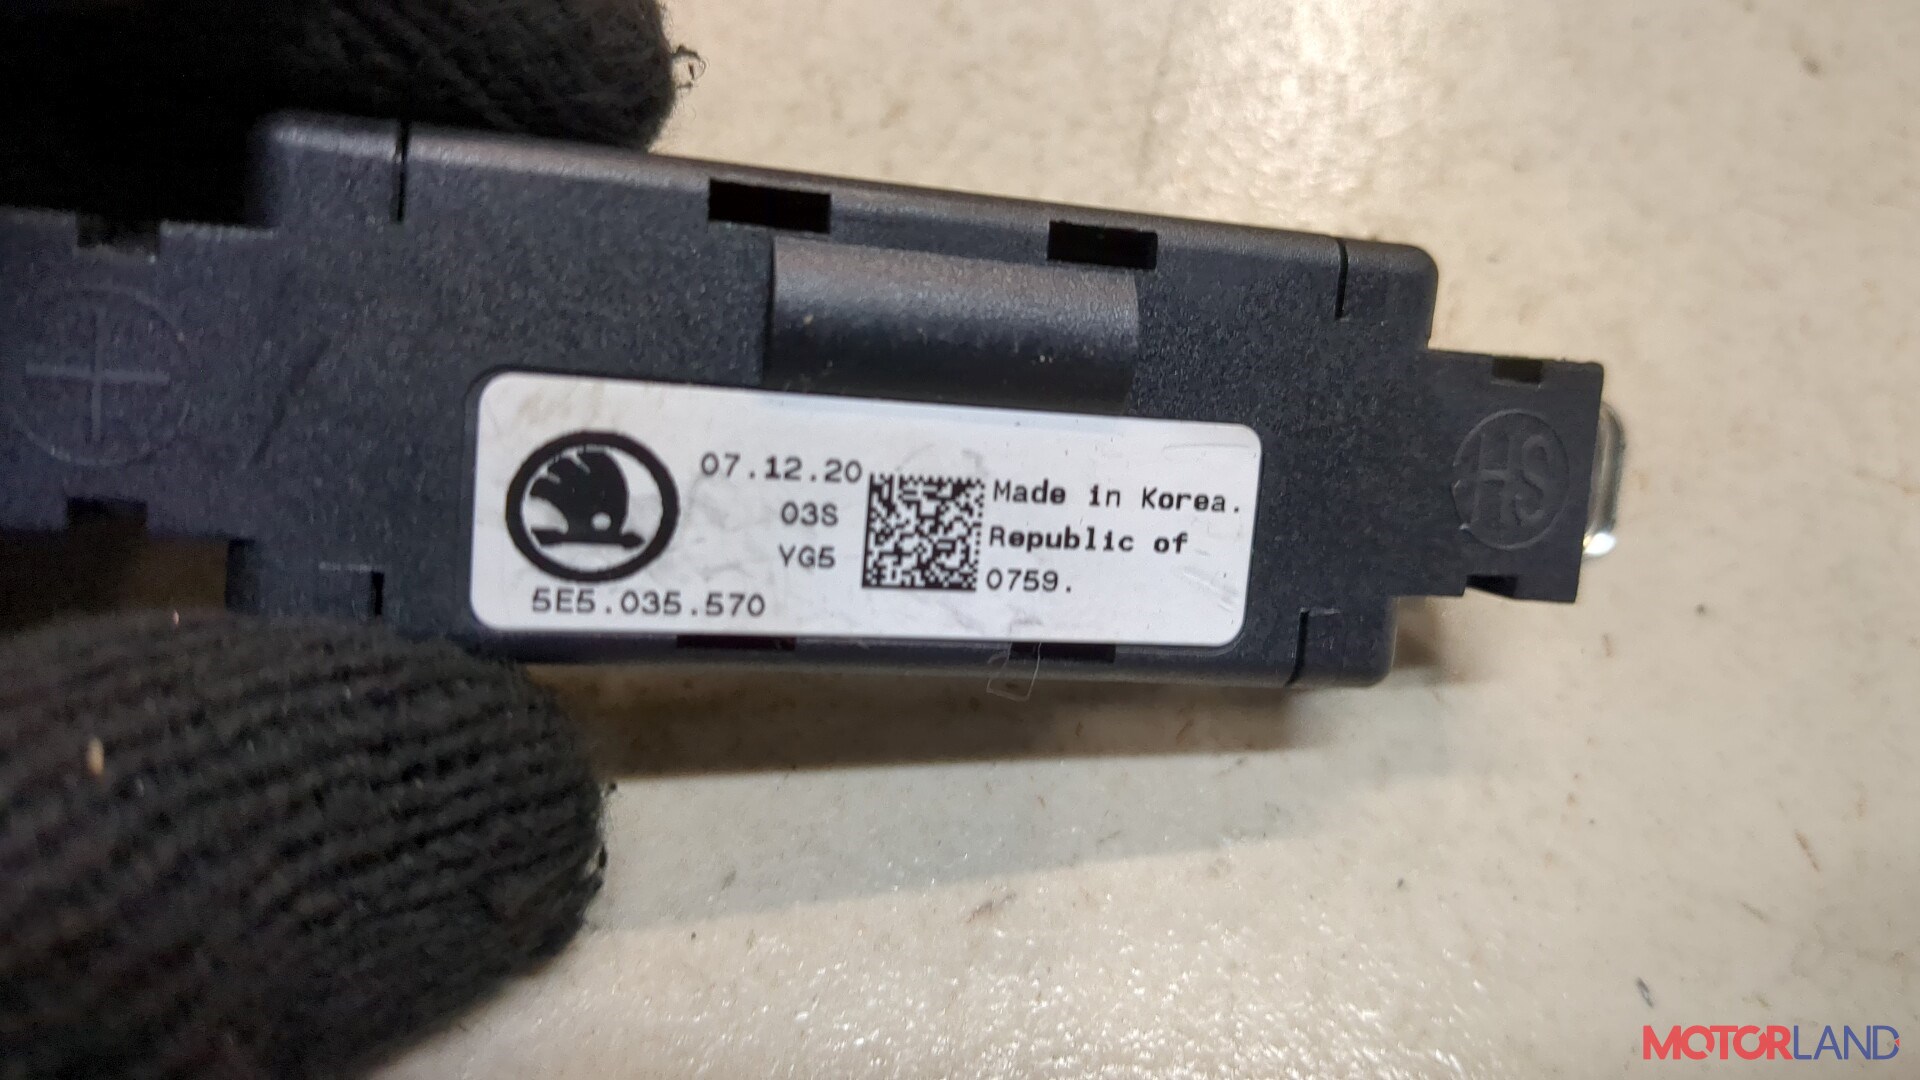 07.12.20
03S
YG5
5E5.035.570
Made in Korea.
Republic of
0759.
HS
MOTORLAND